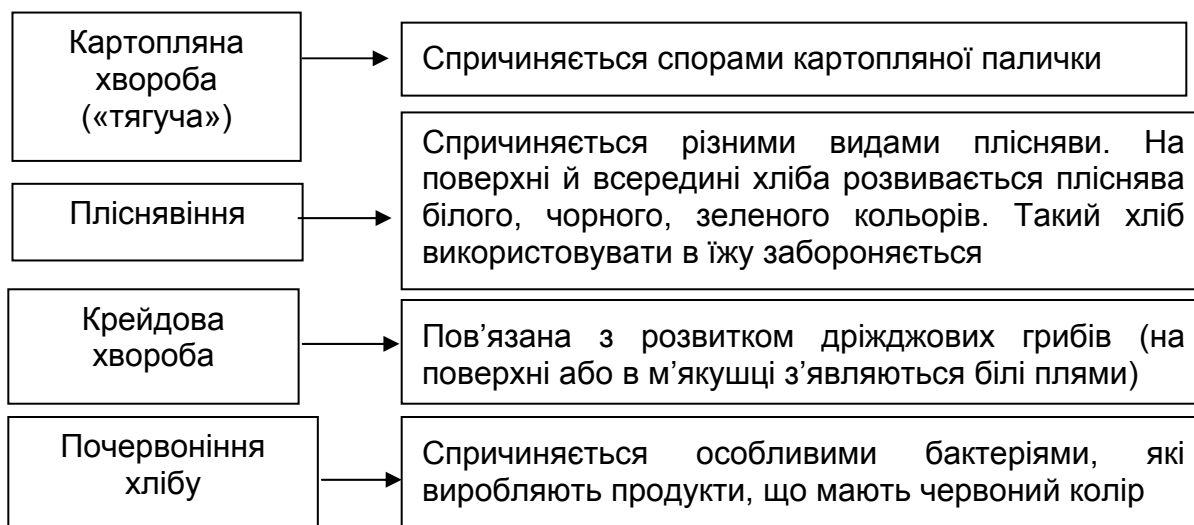 Картопляна
хвороба
(«тягуча»)
Спричиняється спорами картопляної палички
Пліснявіння
Спричиняється різними видами плісняви. На
поверхні й всередині хліба розвивається пліснява
білого, чорного, зеленого кольорів. Такий хліб
використовувати в їжу забороняється
Крейдова
хвороба
Пов’язана з розвитком дріжджових грибів (на
поверхні або в м’якушці з’являються білі плями)
Почервоніння
хлібу
Спричиняється особливими бактеріями, які
виробляють продукти, що мають червоний колір